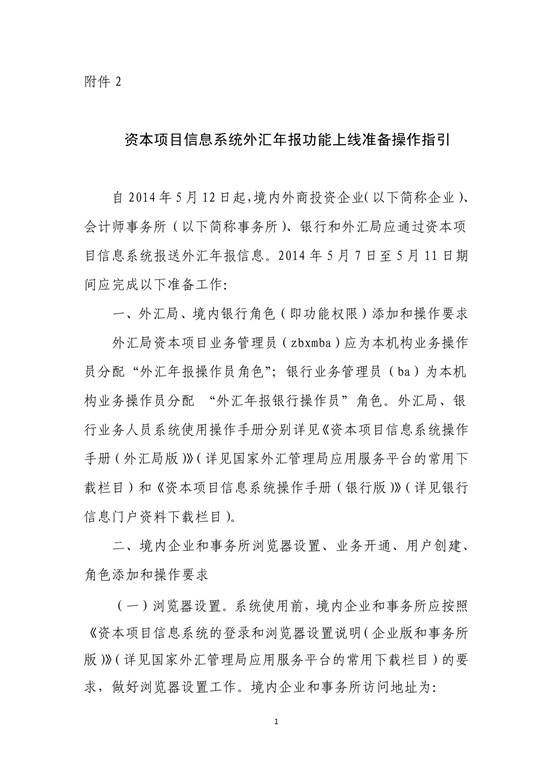 附件 2
资本项目信息系统外汇年报功能上线准备操作指引
自 2014 年 5 月 12 日起，境内外商投资企业（以下简称企业）、
会计师事务所（以下简称事务所）、银行和外汇局应通过资本项
目信息系统报送外汇年报信息。2014 年 5 月 7 日至 5 月 11 日期
间应完成以下准备工作：
一、外汇局、境内银行角色（即功能权限）添加和操作要求
外汇局资本项目业务管理员（zbxmba）应为本机构业务操作
员分配“外汇年报操作员角色”；银行业务管理员（ba）为本机
构业务操作员分配 “外汇年报银行操作员”角色。外汇局、银
行业务人员系统使用操作手册分别详见《资本项目信息系统操作
手册（外汇局版）》（详见国家外汇管理局应用服务平台的常用下
载栏目）和《资本项目信息系统操作手册（银行版）》（详见银行
信息门户资料下载栏目）。
二、境内企业和事务所浏览器设置、业务开通、用户创建、
角色添加和操作要求
（一）浏览器设置。系统使用前，境内企业和事务所应按照
《资本项目信息系统的登录和浏览器设置说明（企业版和事务所
版）》（详见国家外汇管理局应用服务平台的常用下载栏目）的要
求，做好浏览器设置工作。境内企业和事务所访问地址为：
1